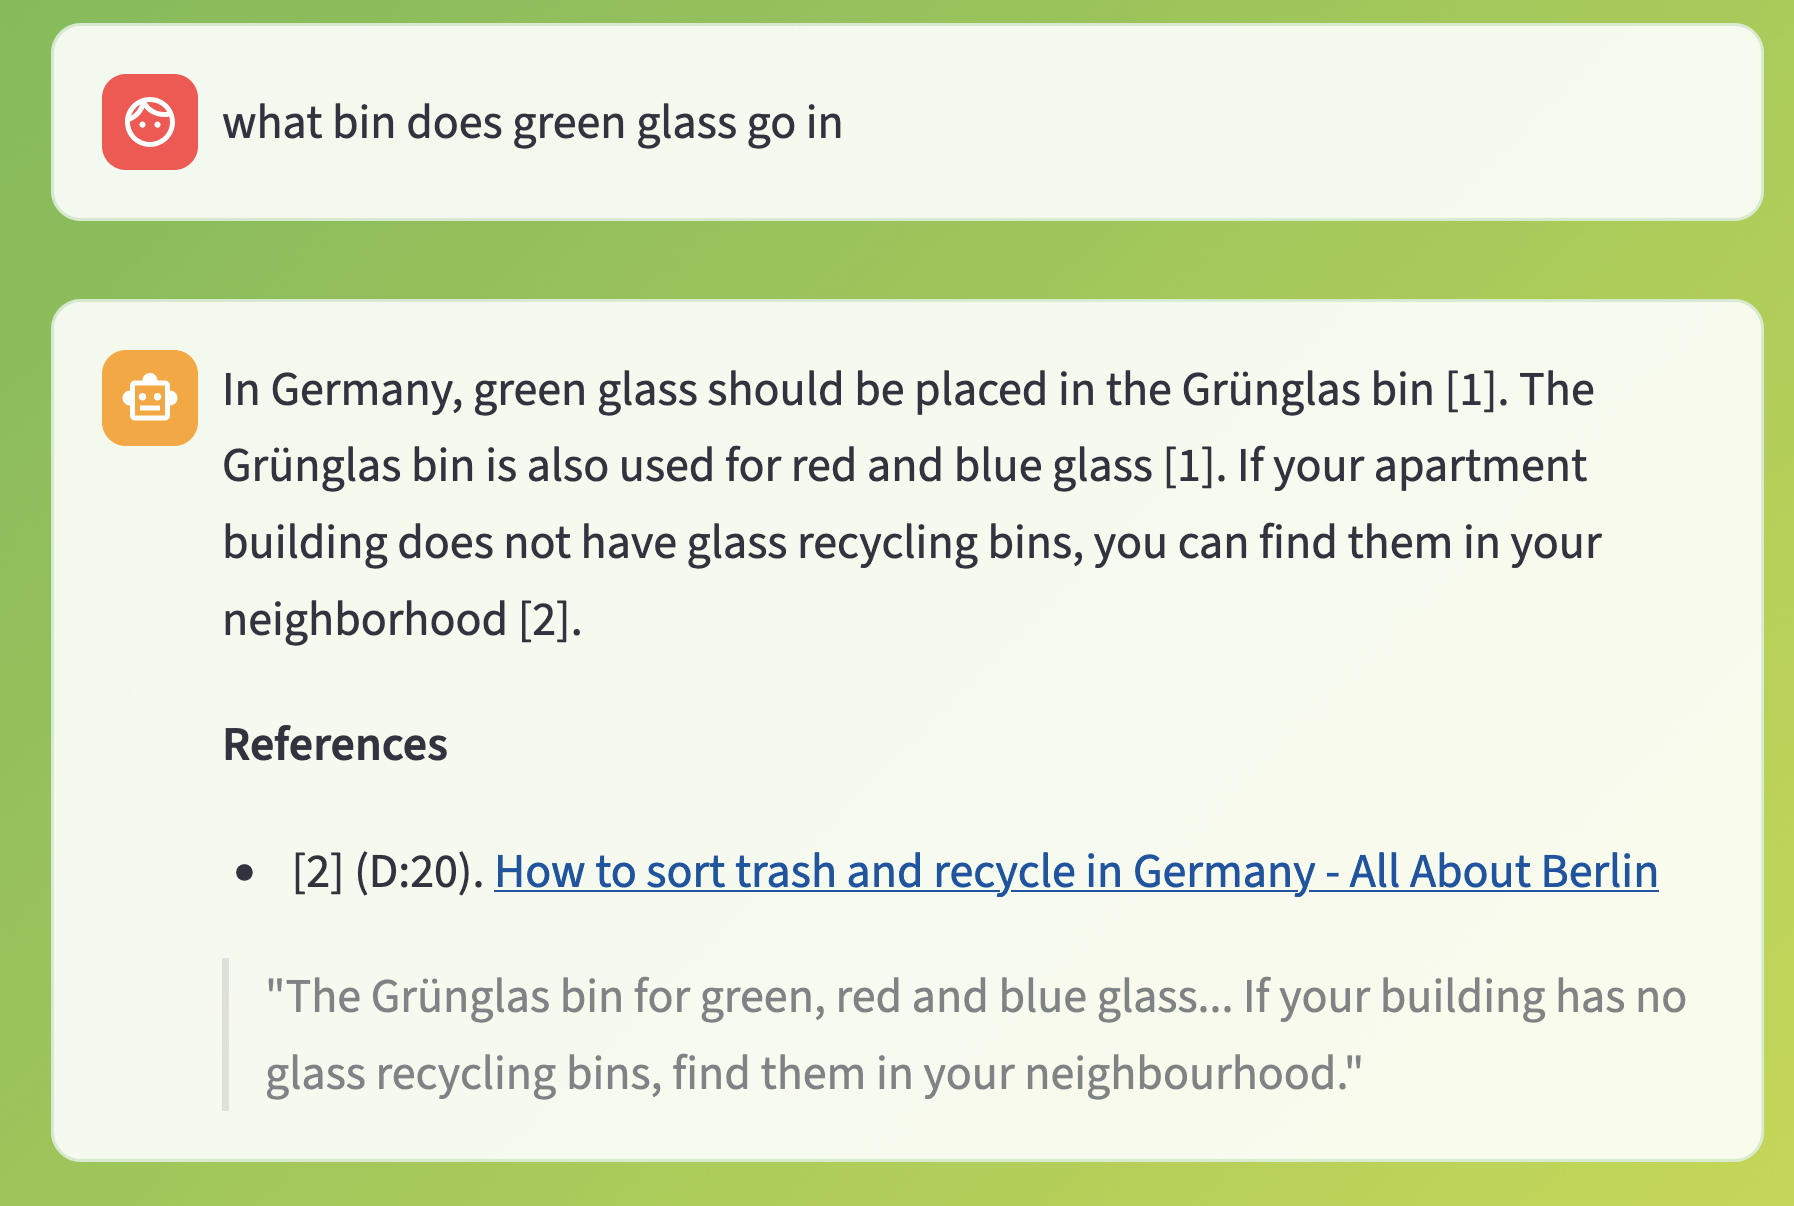 what bin does green glass go in
In Germany, green glass should be placed in the Grünglas bin [1]. The
Grünglas bin is also used for red and blue glass [1]. If your apartment
building does not have glass recycling bins, you can find them in your
neighborhood [2].
References
• [2] (D:20). How to sort trash and recycle in Germany - All About Berlin
"The Grünglas bin for green, red and blue glass... If your building has no
glass recycling bins, find them in your neighbourhood."